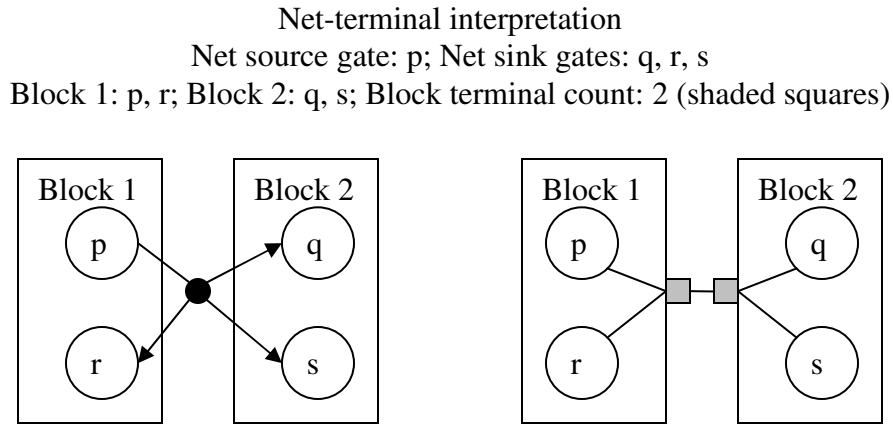 Net-terminal interpretation
Net source gate: p; Net sink gates: q, r, s
Block 1: p, r; Block 2: q, s; Block terminal count: 2 (shaded squares)
Block 1
Block 2
Block 1
Block 2
p
q
p
q
r
s
r
s